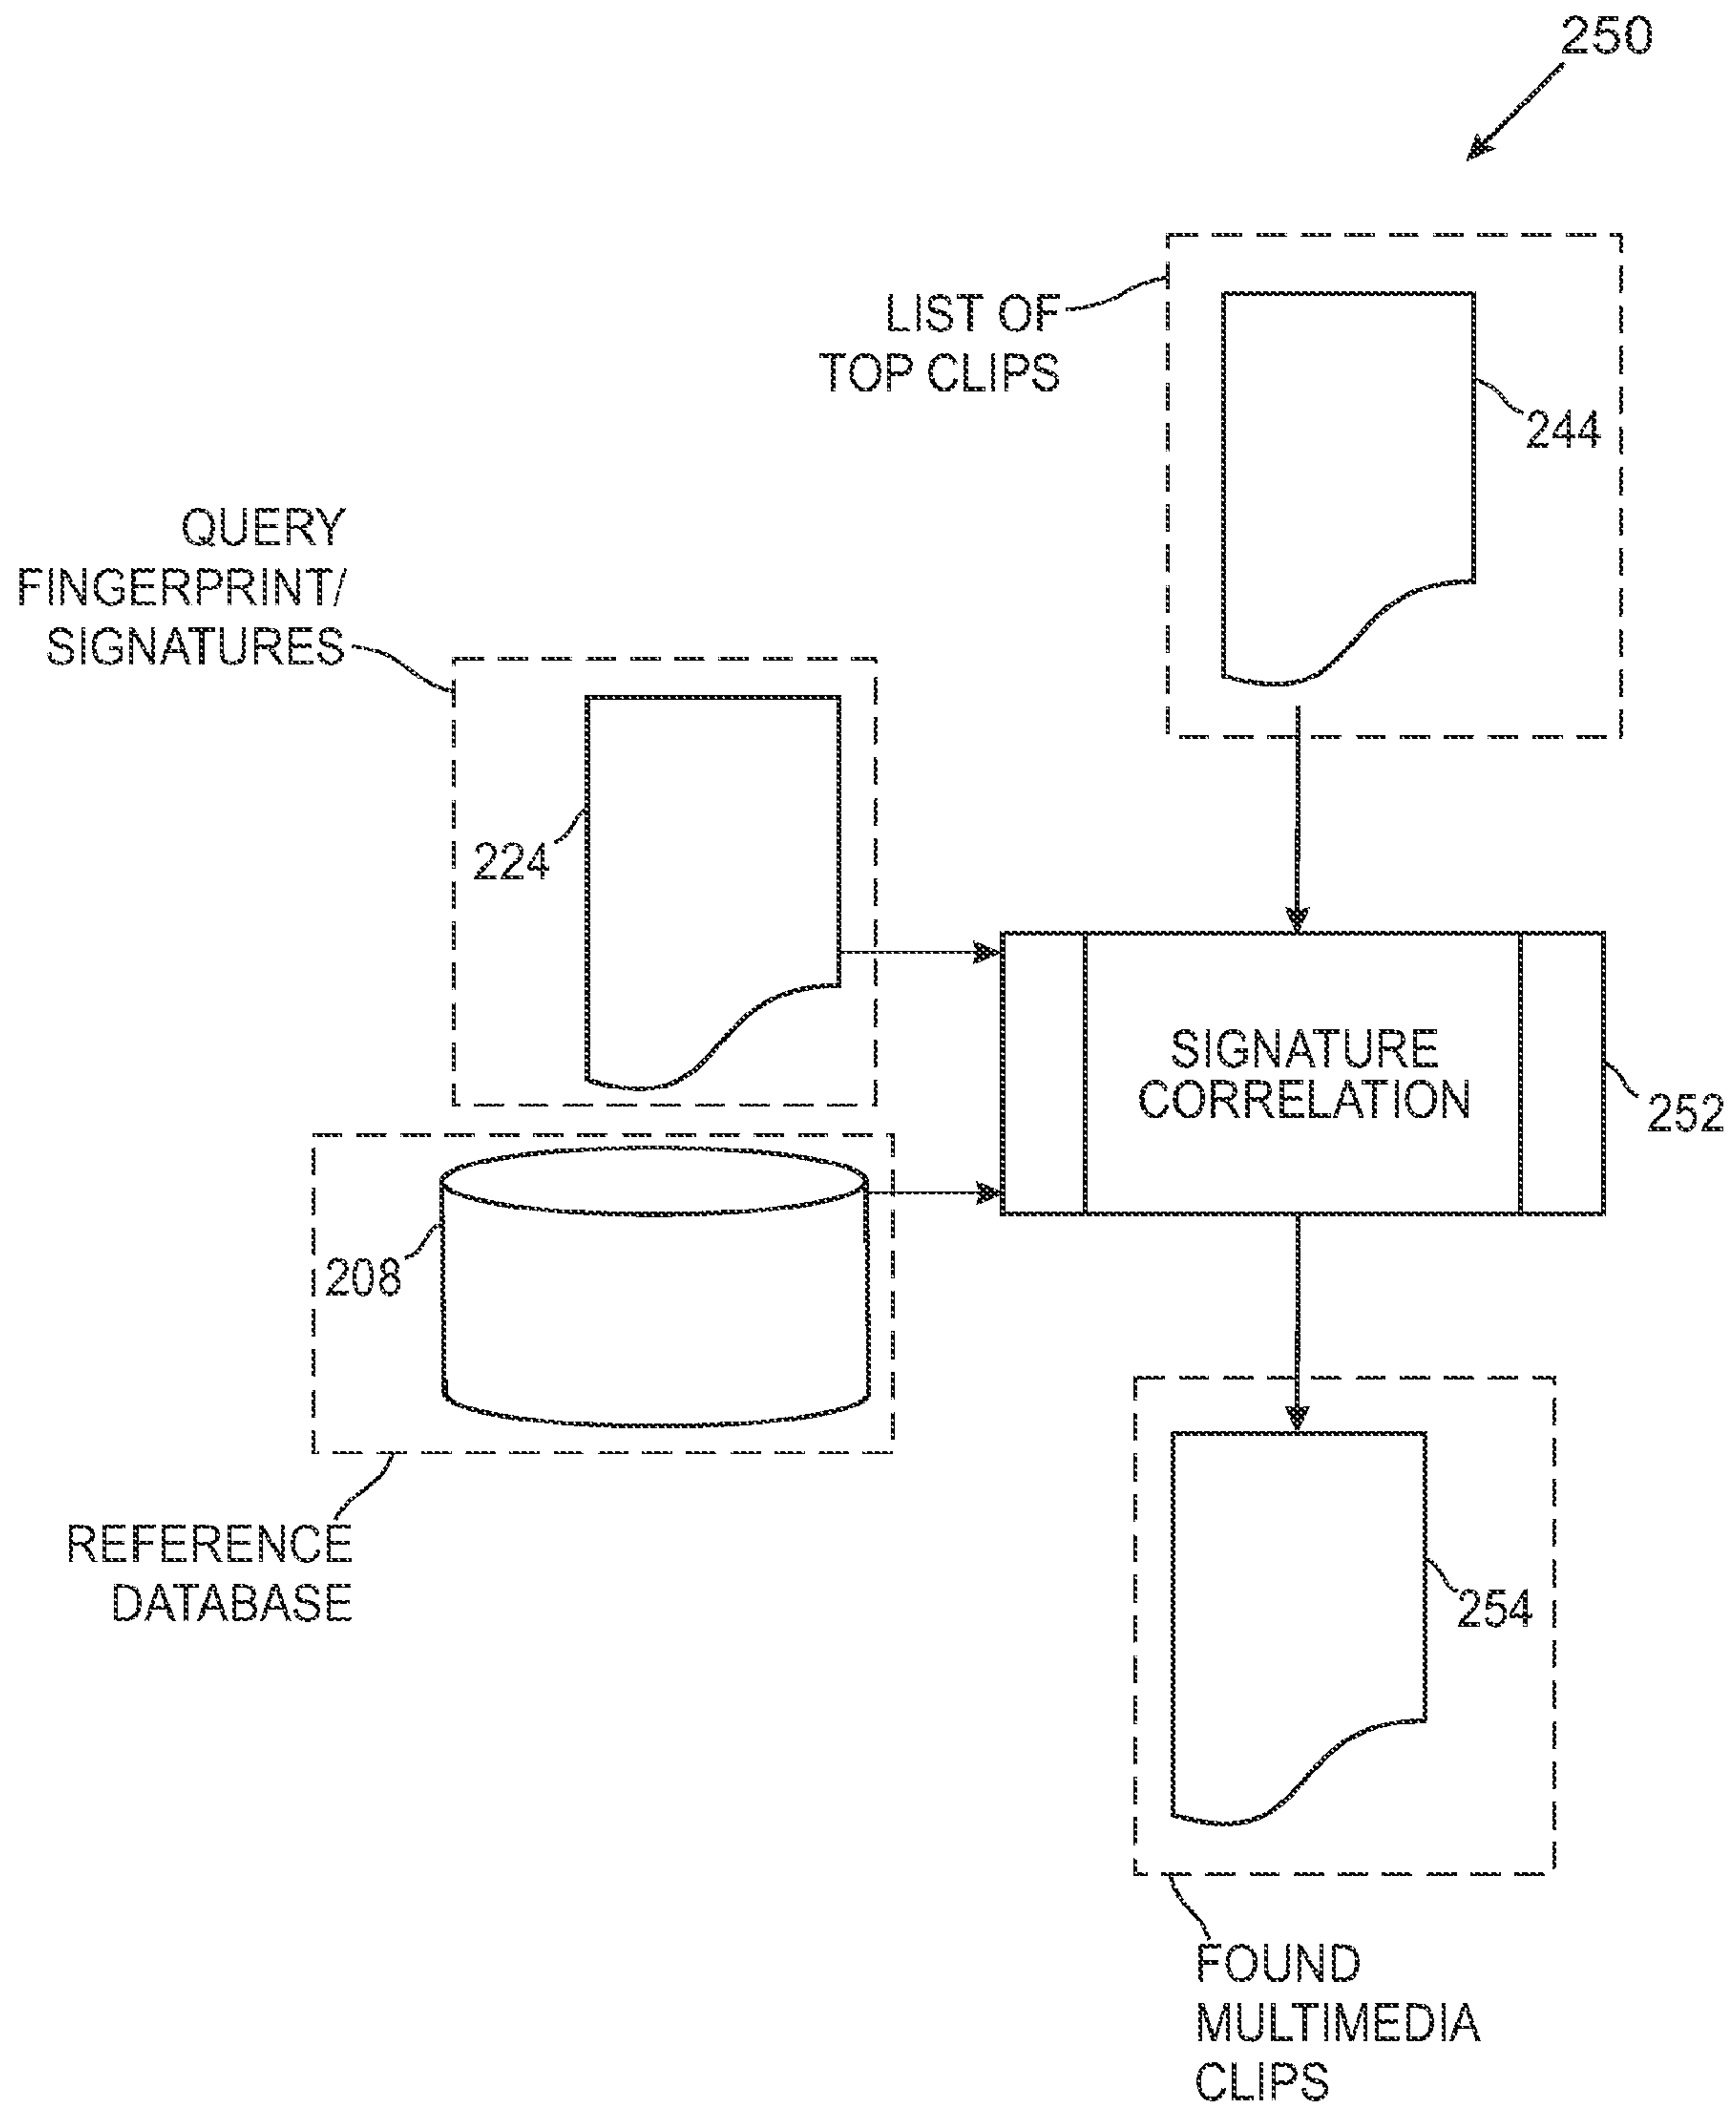 250
LIST OF
TOP CLIPS
244
QUERY
FINGERPRINT/
SIGNATURES
224
SIGNATURE
CORRELATION
252
208
REFERENCE
DATABASE
254
FOUND
MULTIMEDIA
CLIPS